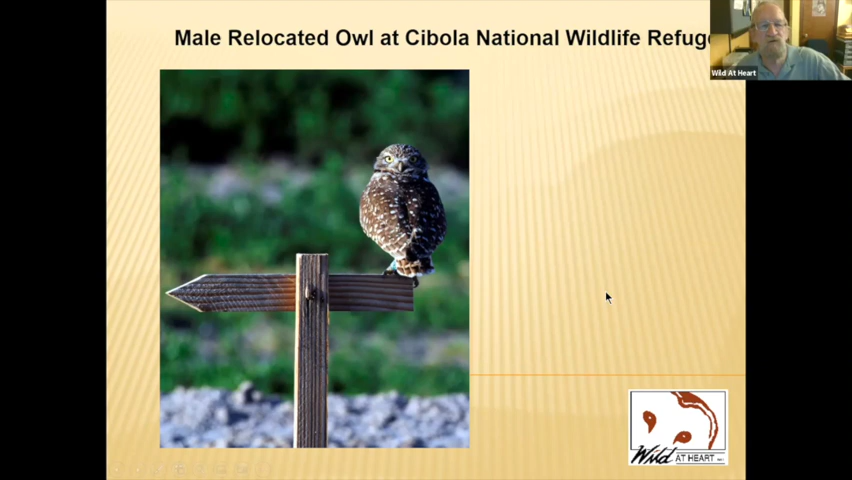 Male Relocated Owl at Cibola National Wildlife Refuge
Wild At Heart
Wild AT HEART